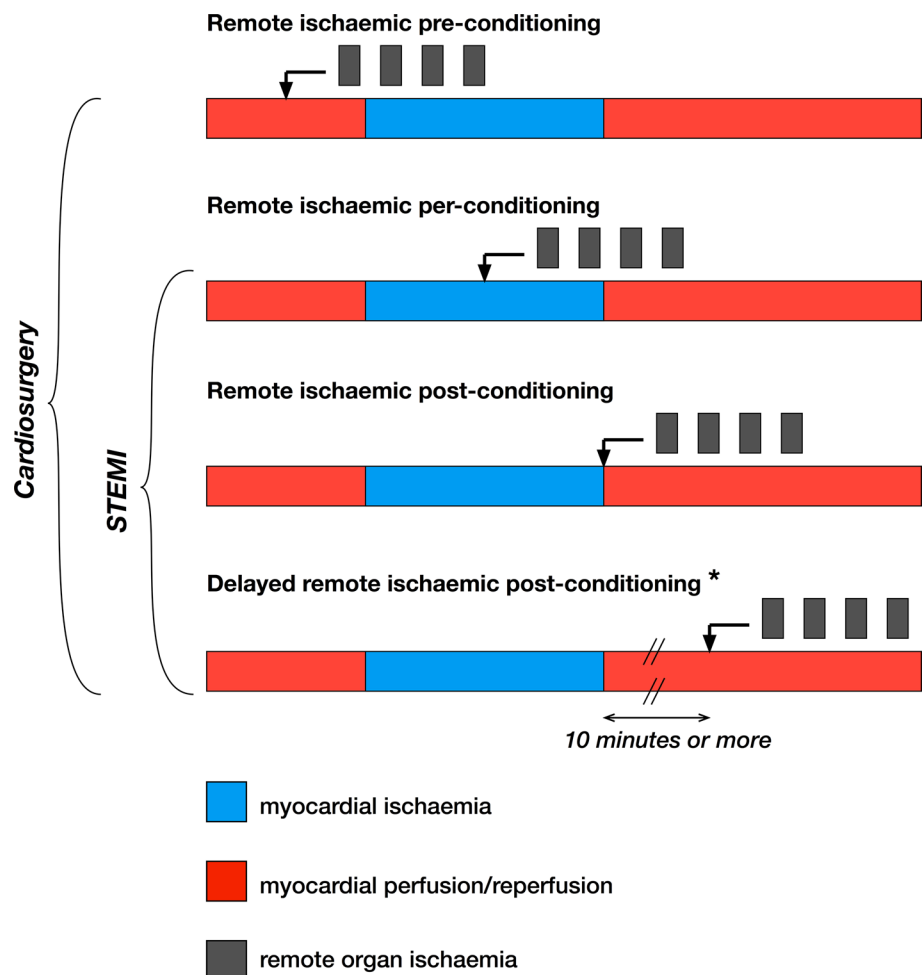 Remote ischaemic pre-conditioning
Remote ischaemic per-conditioning
Cardiosurgery
STEMI
Remote ischaemic post-conditioning
Delayed remote ischaemic post-conditioning *
10 minutes or more
myocardial ischaemia
myocardial perfusion/reperfusion
remote organ ischaemia